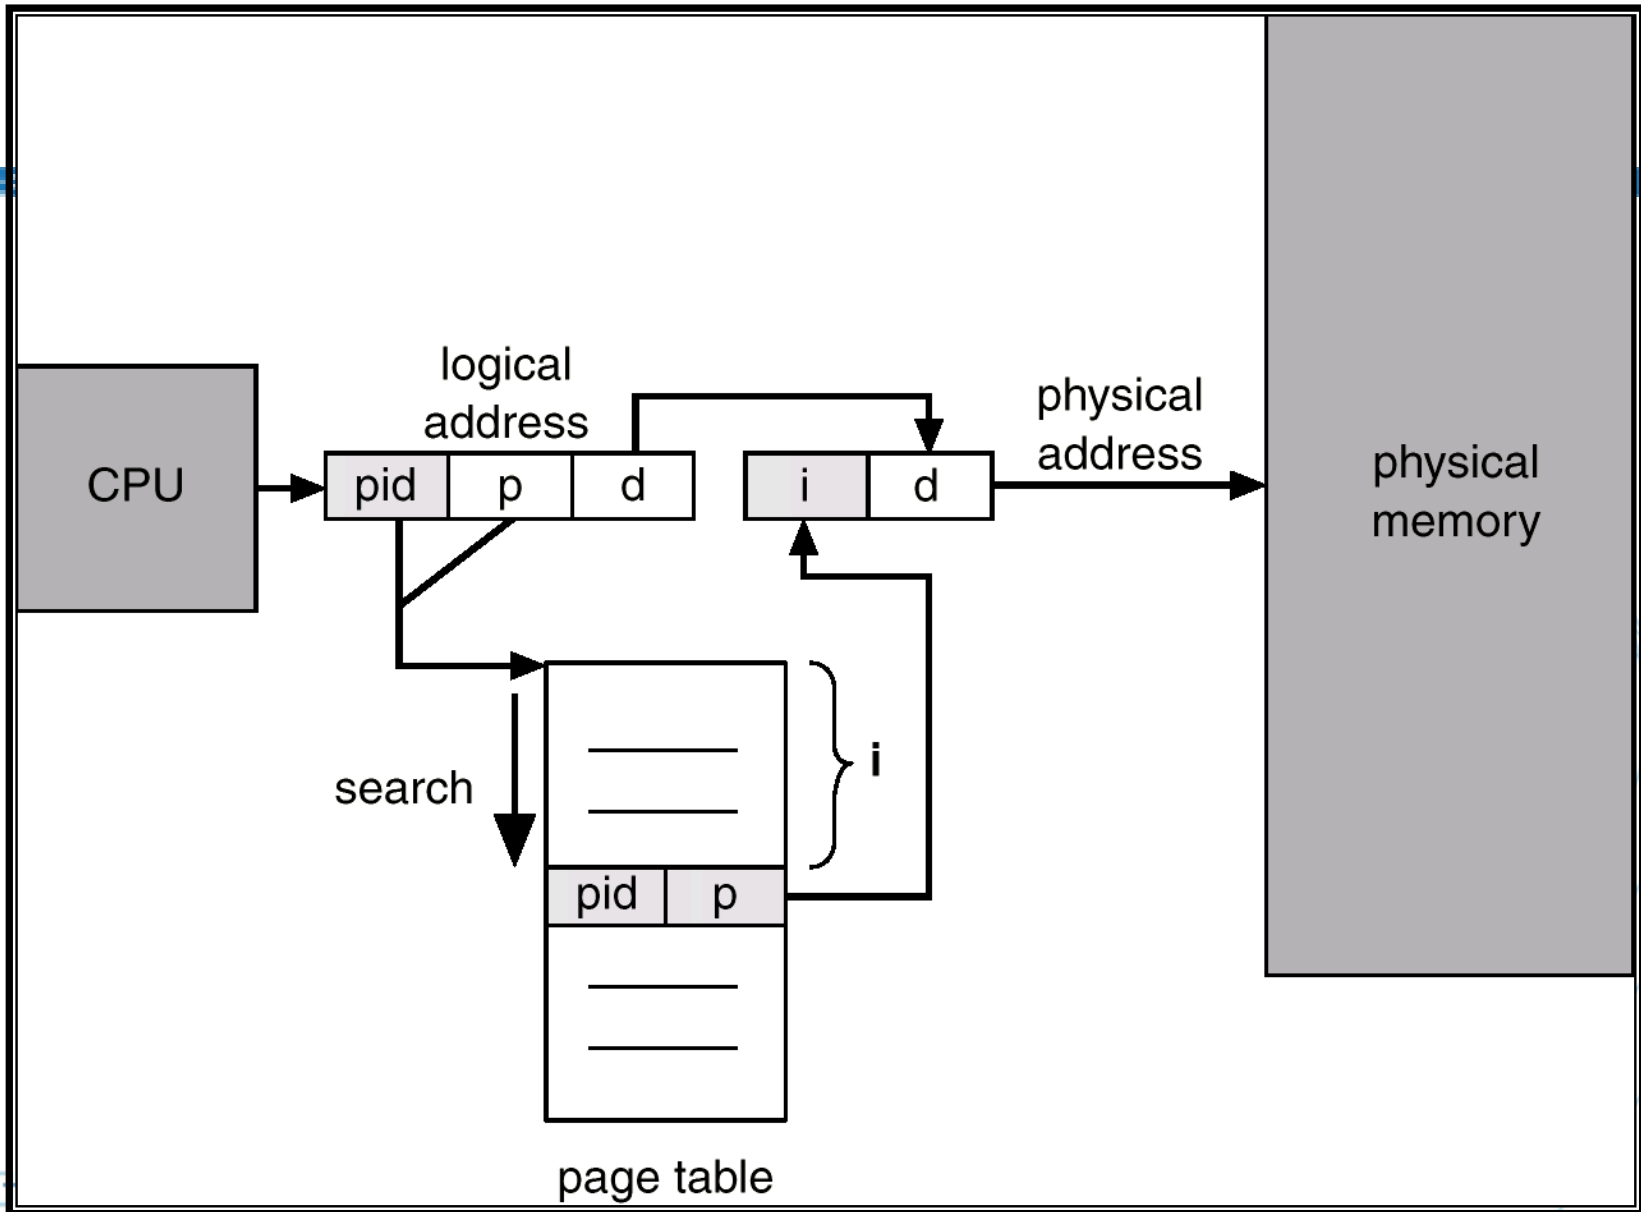 logical
address
physical
address
CPU
pid
p
d
i
d
physical
memory
search
i
pid
p
page table